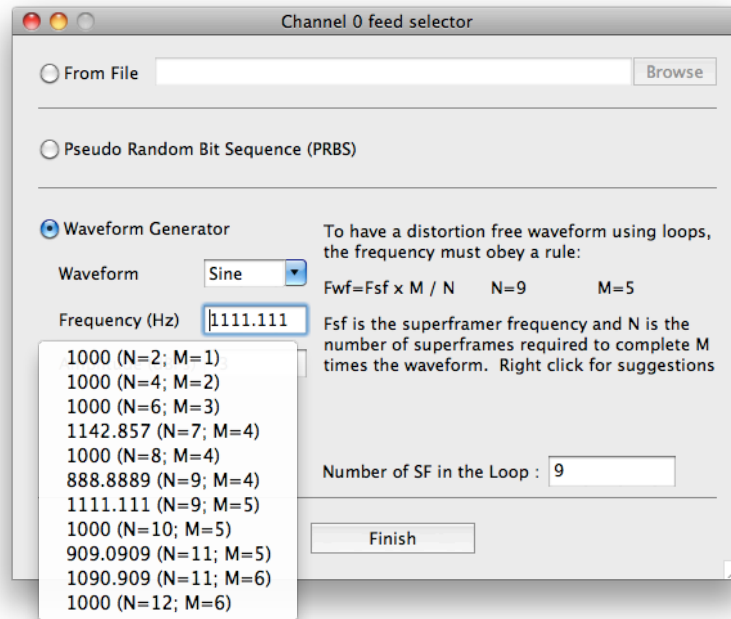 Channel 0 feed selector
From File
Browse
Pseudo Random Bit Sequence (PRBS)
Waveform Generator
Waveform
Sine
Frequency (Hz)
1111.111
1000 (N=2; M=1)
1000 (N=4; M=2)
1000 (N=6; M=3)
1142.857 (N=7; M=4)
1000 (N=8; M=4)
888.8889 (N=9; M=4)
1111.111 (N=9; M=5)
1000 (N=10; M=5)
909.0909 (N=11; M=5)
1090.909 (N=11; M=6)
1000 (N=12; M=6)
To have a distortion free waveform using loops,
the frequency must obey a rule:
Fwf=Fsf x M / N N=9 M=5
Fsf is the superframer frequency and N is the
number of superframes required to complete M
times the waveform. Right click for suggestions
Number of SF in the Loop :
9
Finish